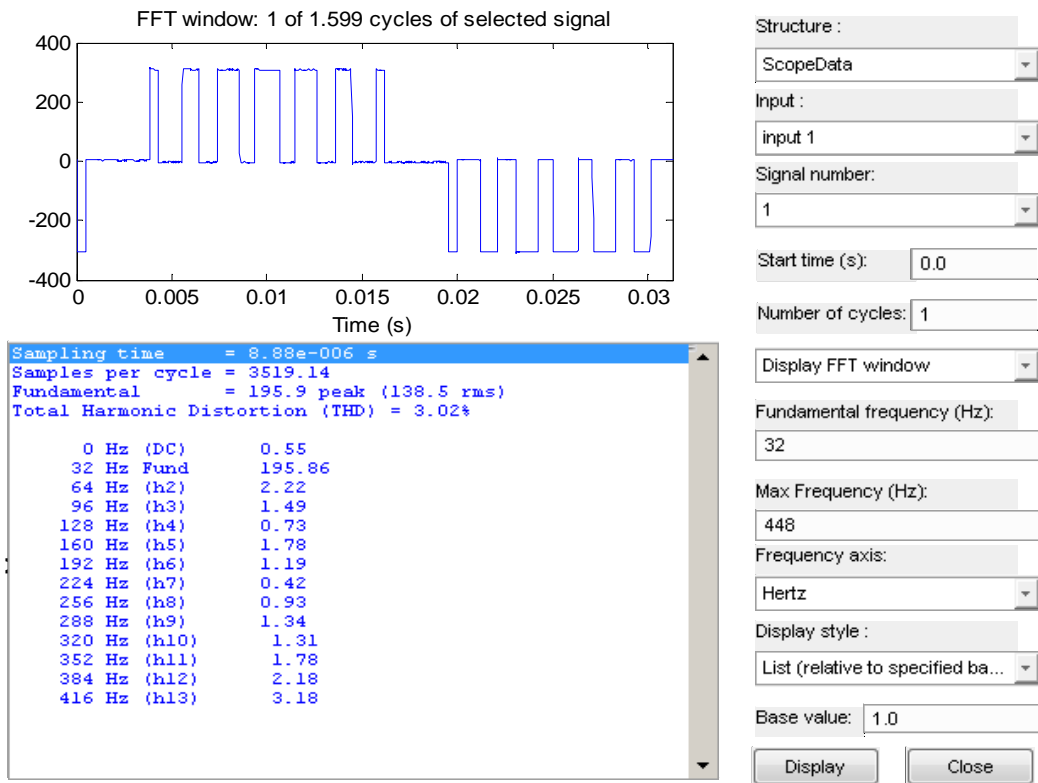 FFT window: 1 of 1.599 cycles of selected signal
400
200
0
-200
-400
0 0.005 0.01 0.015 0.02 0.025 0.03
Time (s)
Sampling time = 8.88e-006 s
Samples per cycle = 3519.14
Fundamental = 195.9 peak (138.5 rms)
Total Harmonic Distortion (THD) = 3.02%
0 Hz (DC) 0.55
32 Hz Fund 195.86
64 Hz (h2) 2.22
96 Hz (h3) 1.49
128 Hz (h4) 0.73
160 Hz (h5) 1.78
192 Hz (h6) 1.19
224 Hz (h7) 0.42
256 Hz (h8) 0.93
288 Hz (h9) 1.34
320 Hz (h10) 1.31
352 Hz (h11) 1.78
384 Hz (h12) 2.18
416 Hz (h13) 3.18
Structure :
ScopeData
Input :
input 1
Signal number:
1
Start time (s): 0.0
Number of cycles: 1
Display FFT window
Fundamental frequency (Hz):
32
Max Frequency (Hz):
448
Frequency axis:
Hertz
Display style :
List (relative to specified ba...
Base value: 1.0
Display Close